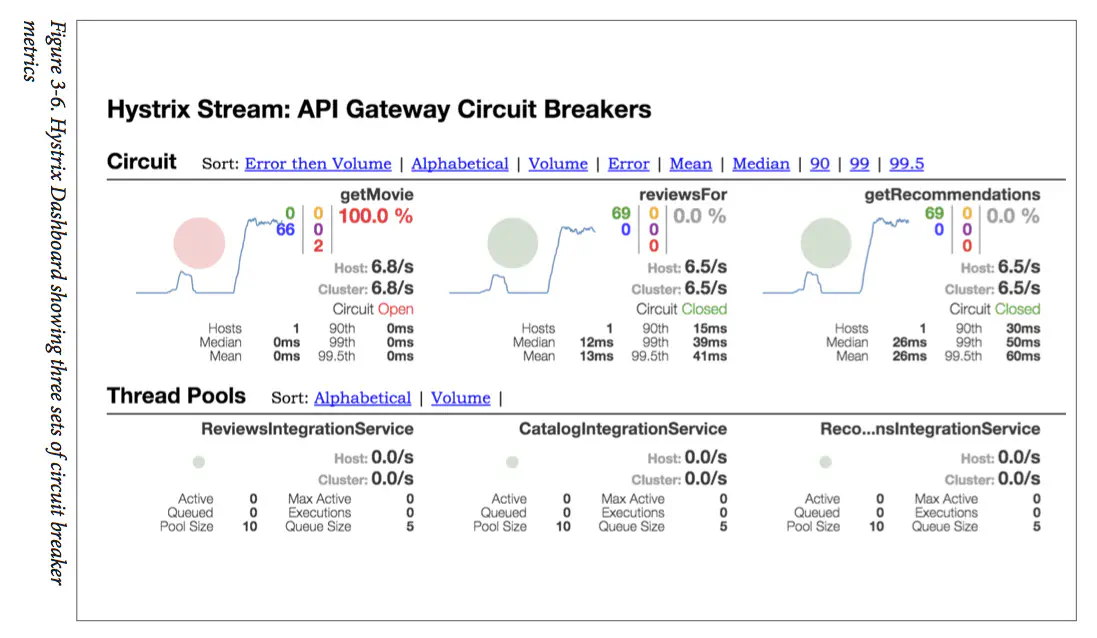 Figure 3-6. Hystrix Dashboard showing three sets of circuit breaker
metrics
Hystrix Stream: API Gateway Circuit Breakers
Circuit Sort: Error then Volume | Alphabetical | Volume | Error | Mean | Median | 90 | 99 | 99.5
getMovie
0 0 100.0 %
66 0
2
Host: 6.8/s
Cluster: 6.8/s
Circuit Open
Hosts 1 90th 0ms
Median 0ms 99th 0ms
Mean 0ms 99.5th 0ms
reviewsFor
69 0 0.0 %
0 0
0
Host: 6.5/s
Cluster: 6.5/s
Circuit Closed
Hosts 1 90th 15ms
Median 12ms 99th 39ms
Mean 13ms 99.5th 41ms
getRecommendations
69 0 0.0 %
0 0
0
Host: 6.5/s
Cluster: 6.5/s
Circuit Closed
Hosts 1 90th 30ms
Median 26ms 99th 50ms
Mean 26ms 99.5th 60ms
Thread Pools Sort: Alphabetical | Volume |
ReviewsIntegrationService
Host: 0.0/s
Cluster: 0.0/s
Active 0 Max Active 0
Queued 0 Executions 0
Pool Size 10 Queue Size 5
CatalogIntegrationService
Host: 0.0/s
Cluster: 0.0/s
Active 0 Max Active 0
Queued 0 Executions 0
Pool Size 10 Queue Size 5
Reco...nsIntegrationService
Host: 0.0/s
Cluster: 0.0/s
Active 0 Max Active 0
Queued 0 Executions 0
Pool Size 10 Queue Size 5